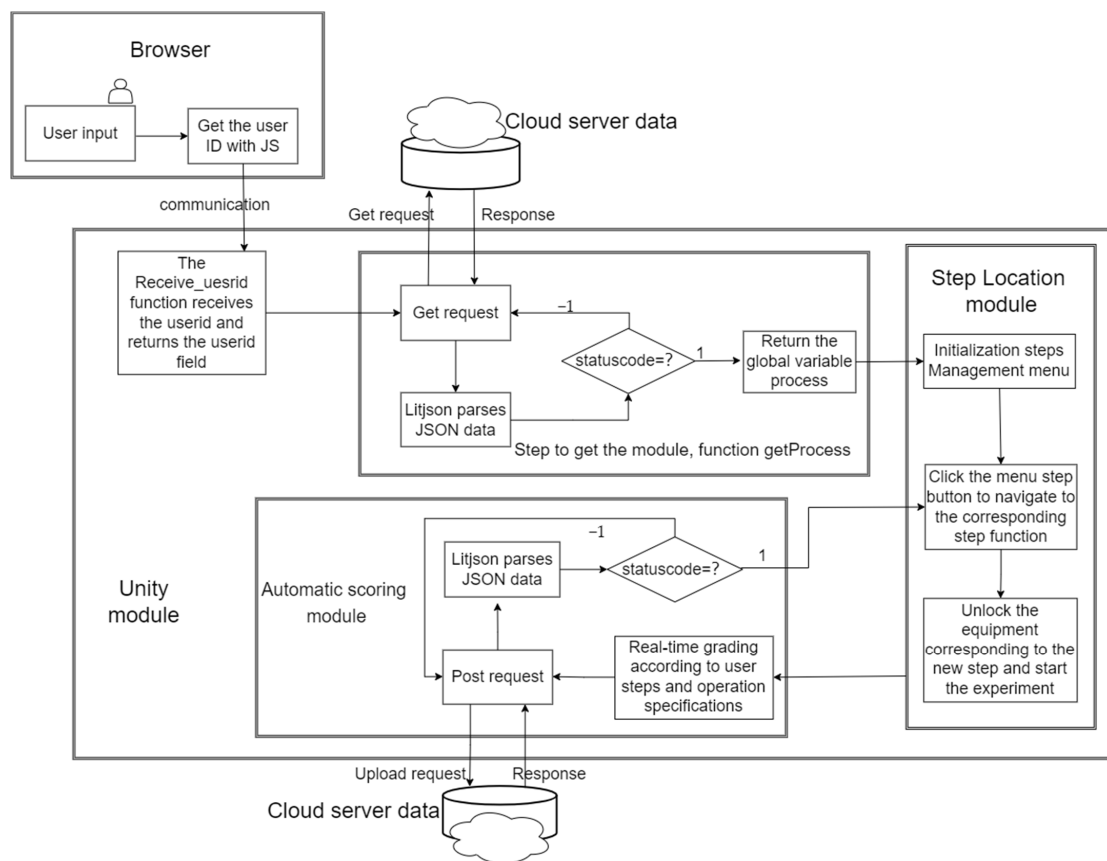 Browser
User input
Get the user
ID with JS
Cloud server data
communication
Get request
Response
The
Receive_uesrid
function receives
the userid and
returns the userid
field
Get request
−1
statuscode=?
1
Return the
global variable
process
Litjson parses
JSON data
Step to get the module, function getProcess
Step Location
module
Initialization steps
Management menu
Click the menu step
button to navigate to
the corresponding
step function
Unlock the
equipment
corresponding to the
new step and start
the experiment
Unity
module
Automatic scoring
module
Litjson parses
JSON data
−1
statuscode=?
1
Post request
Real-time grading
according to user
steps and operation
specifications
Upload request
Response
Cloud server data